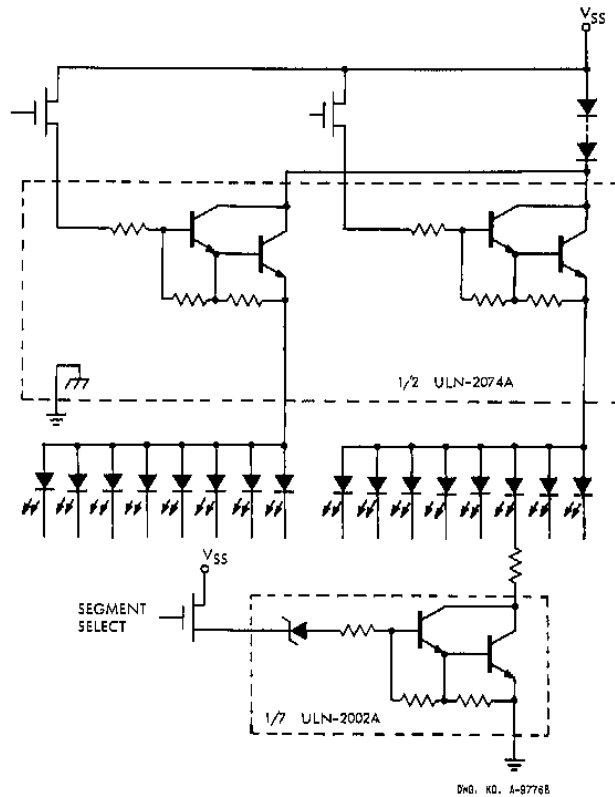 VSS
1/2 ULN-2074A
VSS
SEGMENT
SELECT
1/7 ULN-2002A
DWG. NO. A-9776B